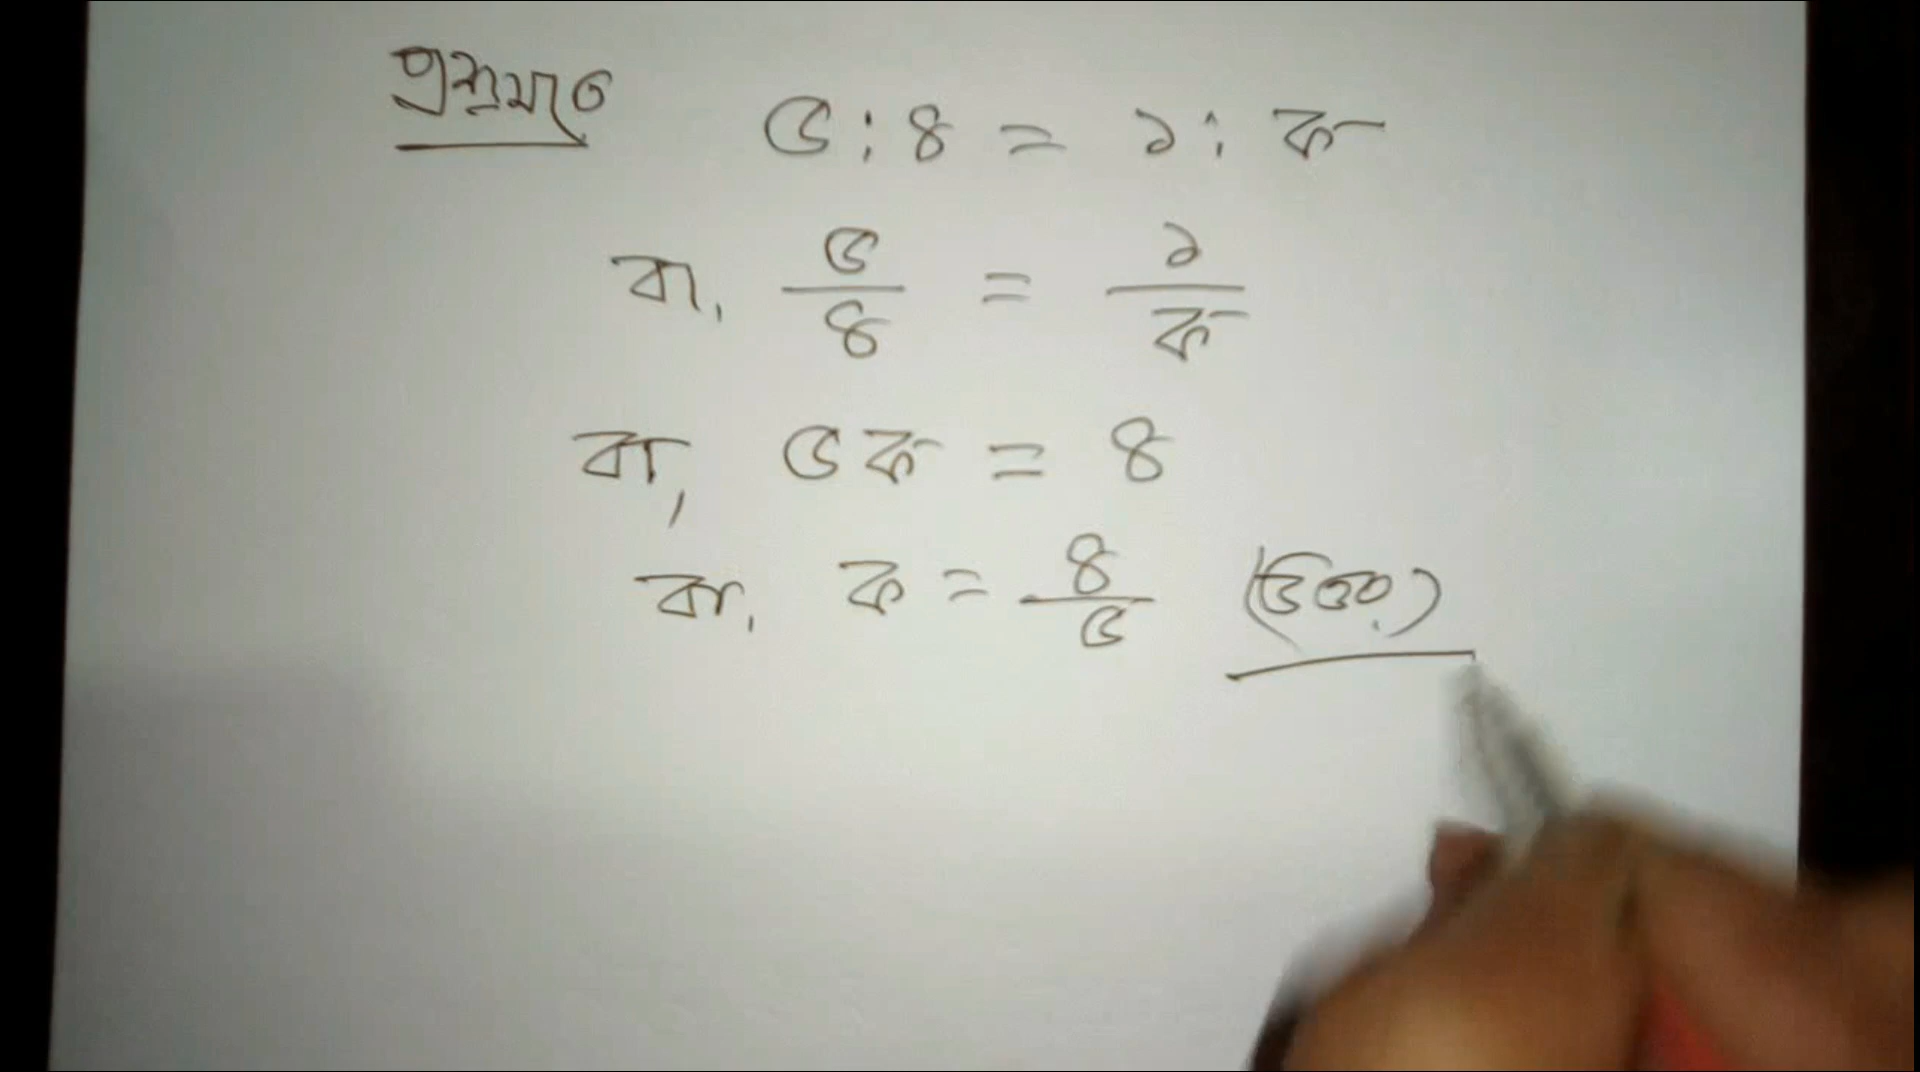 প্রশ্নমতে ৩ : ৪ = ১ : ক
বা, ৩/৪ = ১/ক
বা, ৩ক = ৪
বা, ক = ৪/৩ (উত্তর)